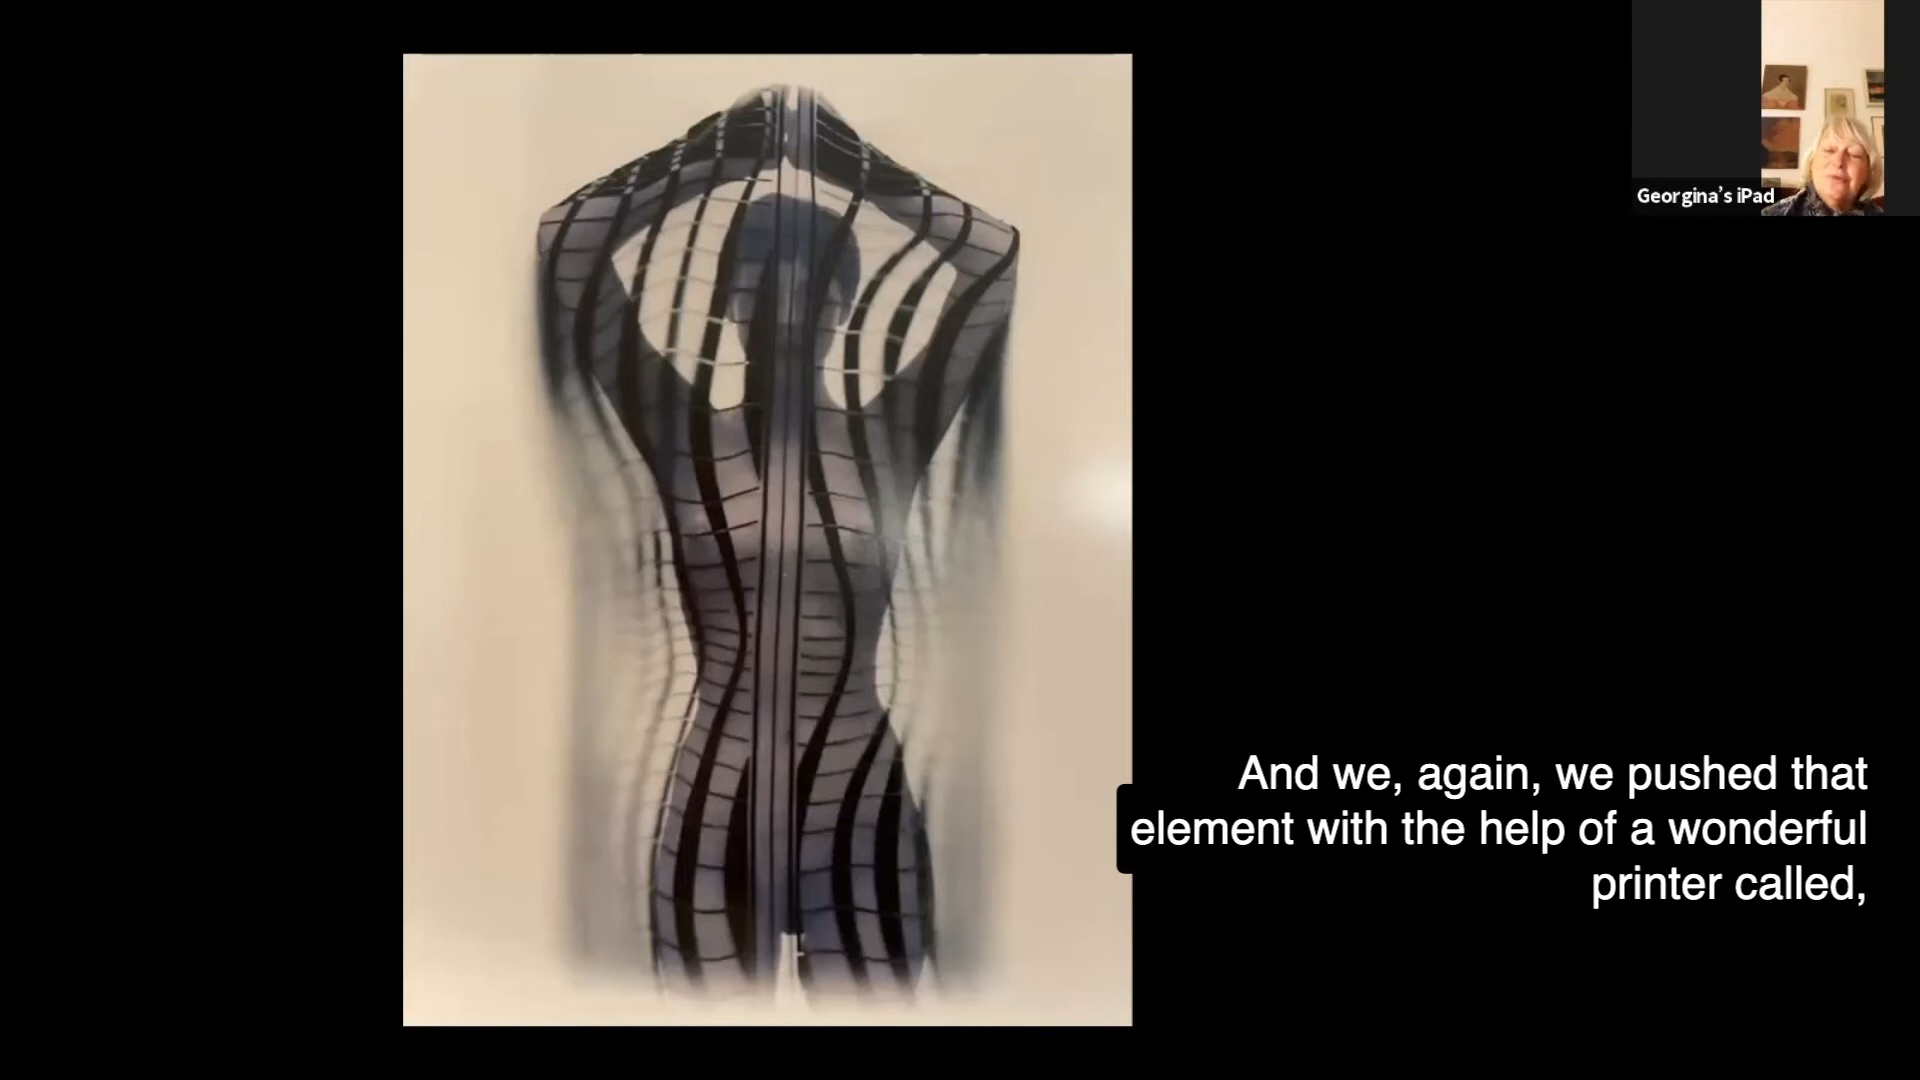 Georgina's iPad
And we, again, we pushed that
element with the help of a wonderful
printer called,